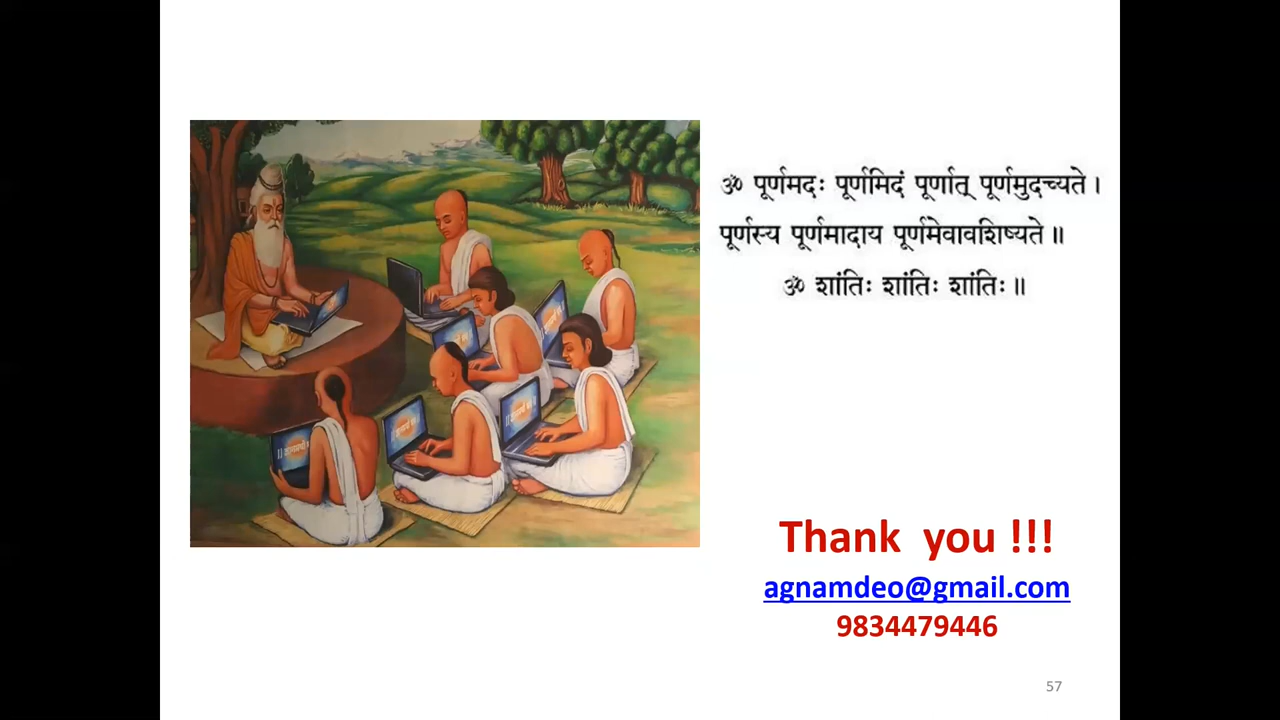 ॐ पूर्णमदः पूर्णमिदं पूर्णात् पूर्णमुदच्यते।
पूर्णस्य पूर्णमादाय पूर्णमेवावशिष्यते॥
ॐ शांतिः शांतिः शांतिः॥
Thank you !!!
agnamdeo@gmail.com
9834479446
57